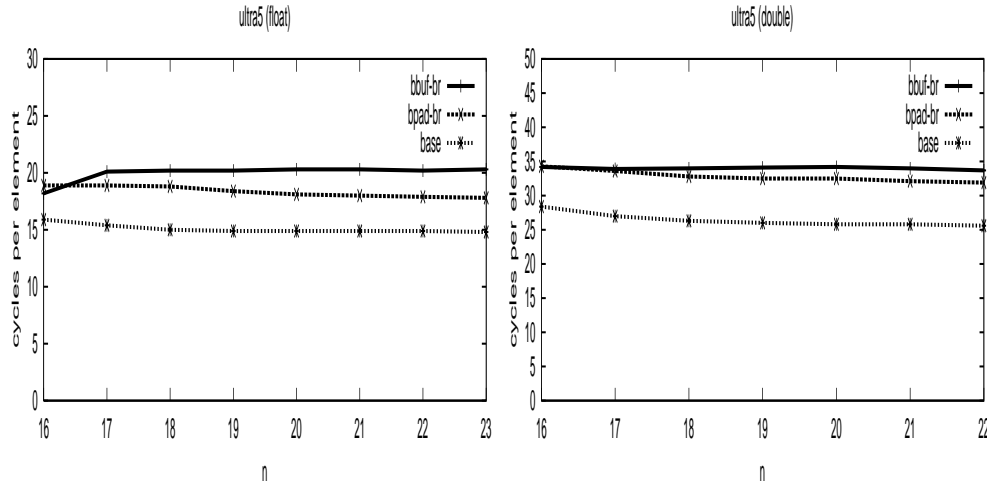 ultra5 (float)
cycles per element
30
25
20
15
10
5
0
bbuf-br
bpad-br
base
16 17 18 19 20 21 22 23
n
ultra5 (double)
cycles per element
50
45
40
35
30
25
20
15
10
5
0
bbuf-br
bpad-br
base
16 17 18 19 20 21 22
n